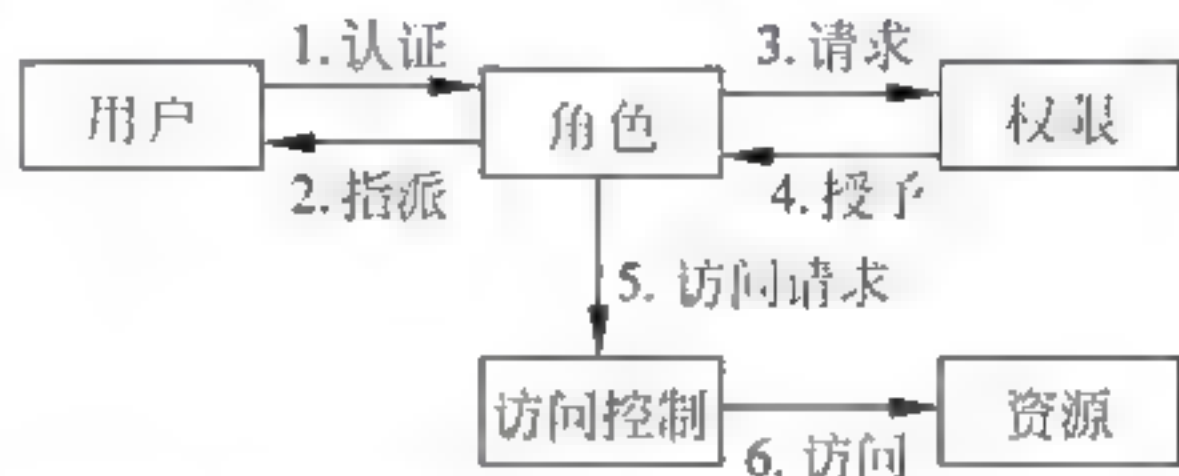 1.认证
3.请求
用户
角色
权限
2.指派
4.授予
5. 访问请求
访问控制
资源
6.访问